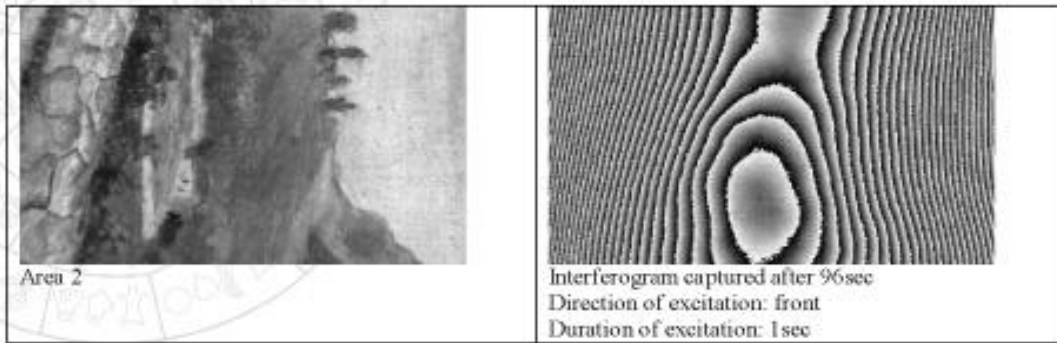 Area 2
Interferogram captured after 96sec
Direction of excitation: front
Duration of excitation: 1sec